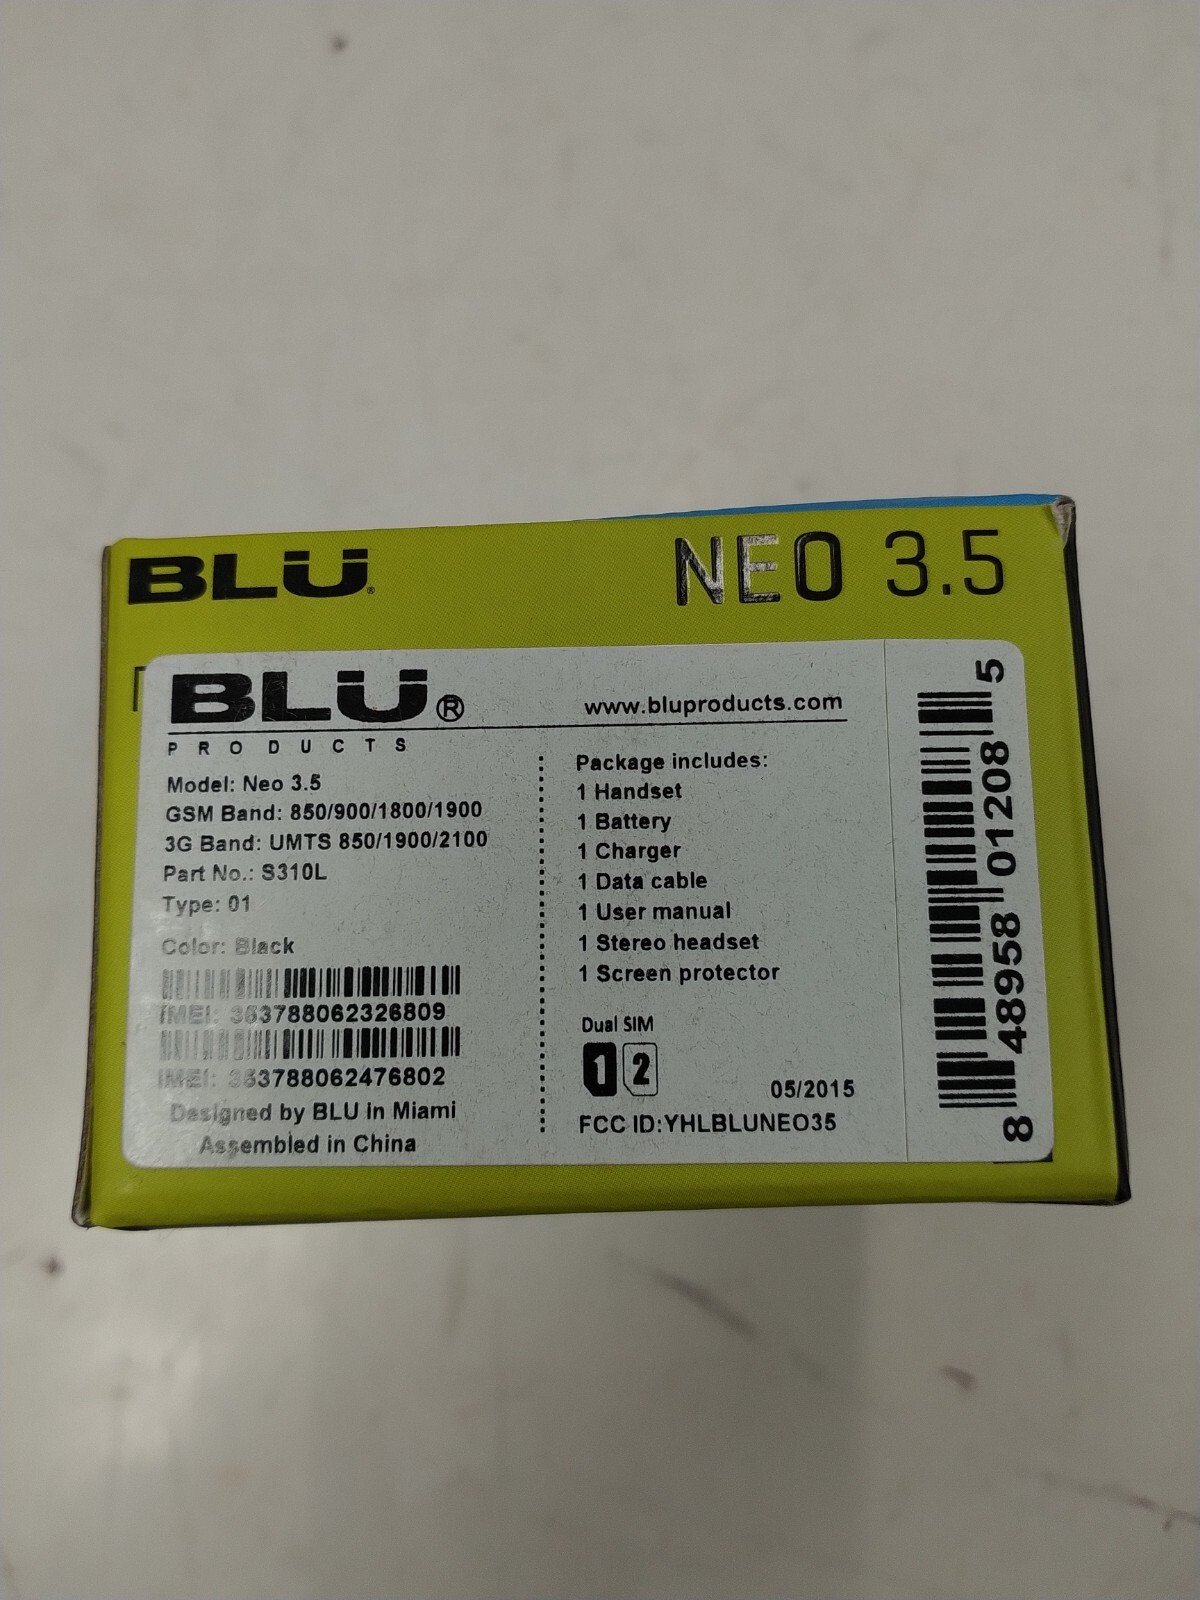 BLU®
NEO 3.5
BLU®
PRODUCTS
www.bluproducts.com
Model: Neo 3.5
GSM Band: 850/900/1800/1900
3G Band: UMTS 850/1900/2100
Part No.: S310L
Type: 01
Color: Black
IMEI: 353788062326809
IMEI: 353788062476802
Designed by BLU in Miami
Assembled in China
Package includes:
1 Handset
1 Battery
1 Charger
1 Data cable
1 User manual
1 Stereo headset
1 Screen protector
Dual SIM
1 2
05/2015
FCC ID:YHLBLUNEO35
8 48958 01208 5